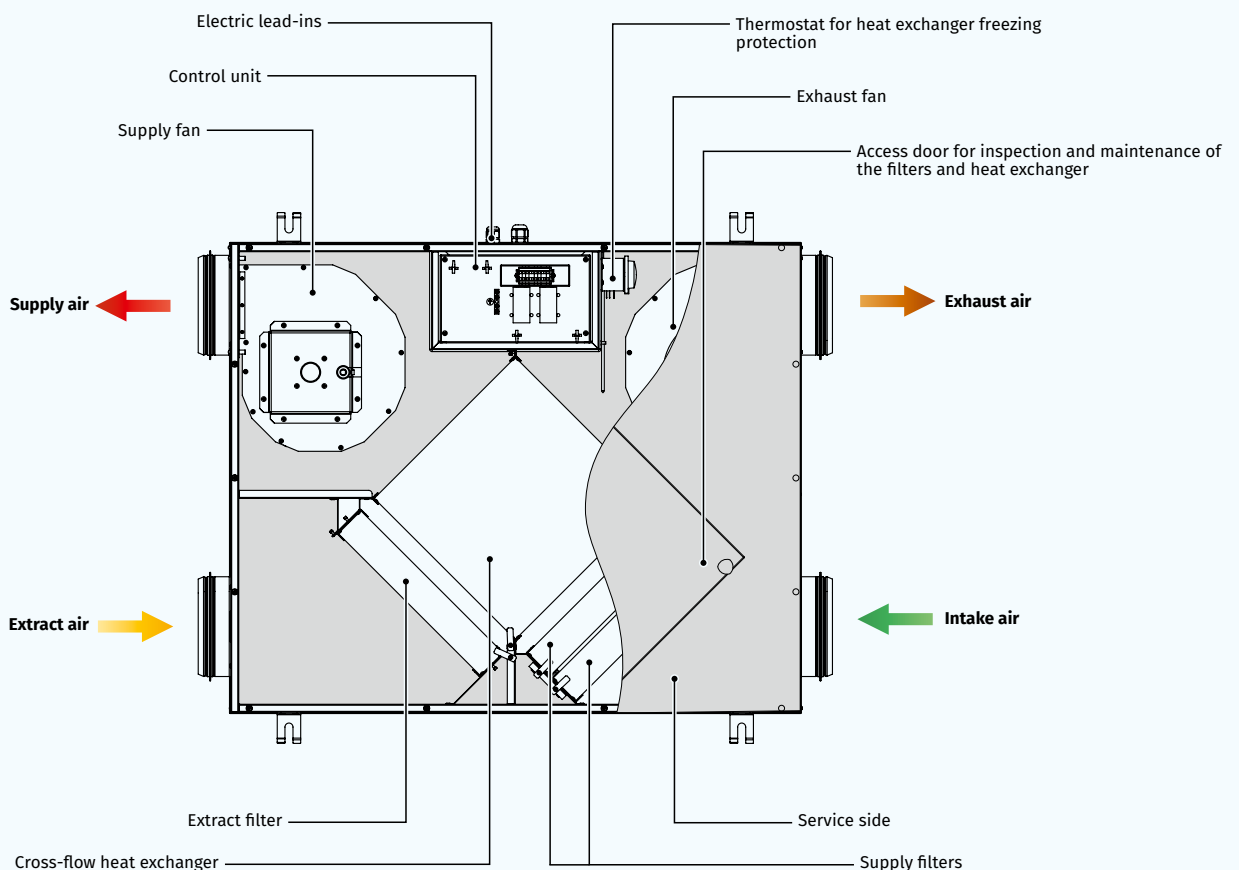 Electric lead-ins
Thermostat for heat exchanger freezing
protection
Control unit
Exhaust fan
Supply fan
Access door for inspection and maintenance of
the filters and heat exchanger
Supply air
Exhaust air
Extract air
Intake air
Extract filter
Service side
Cross-flow heat exchanger
Supply filters